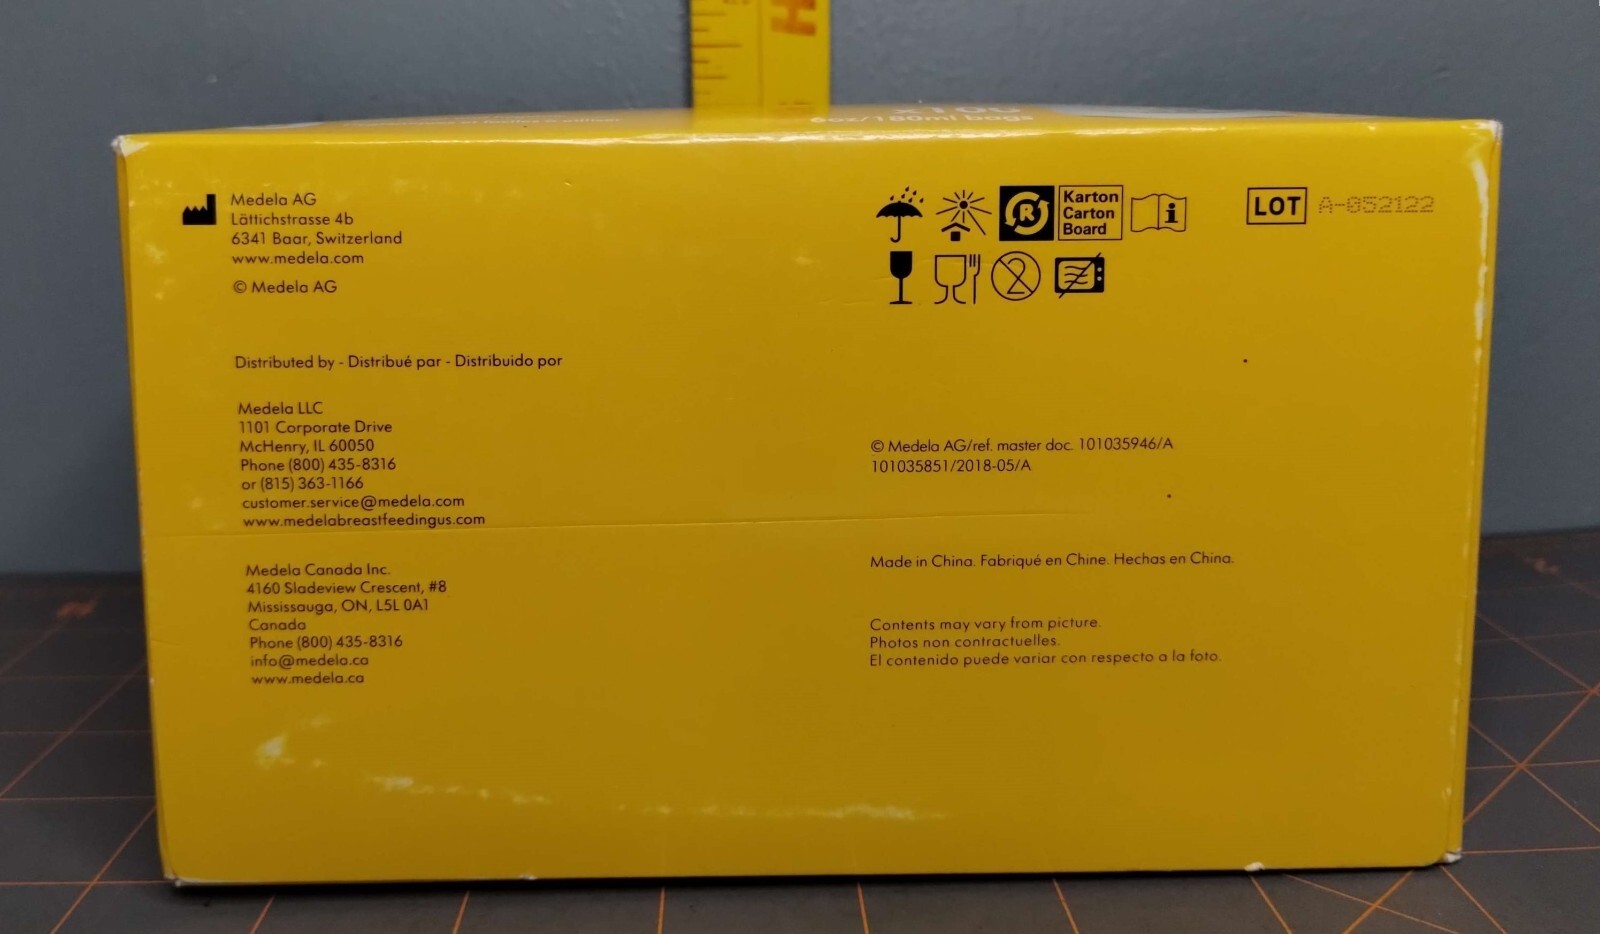 6oz/180ml bags
Medela AG
Lättichstrasse 4b
6341 Baar, Switzerland
www.medela.com
© Medela AG
Karton
Carton
Board
R
i
2
LOT A-052122
Distributed by - Distribué par - Distribuido por
Medela LLC
1101 Corporate Drive
McHenry, IL 60050
Phone (800) 435-8316
or (815) 363-1166
customer.service@medela.com
www.medelabreastfeedingus.com
Medela Canada Inc.
4160 Sladeview Crescent, #8
Mississauga, ON, L5L 0A1
Canada
Phone (800) 435-8316
info@medela.ca
www.medela.ca
© Medela AG/ref. master doc. 101035946/A
101035851/2018-05/A
Made in China. Fabriqué en Chine. Hechas en China.
Contents may vary from picture.
Photos non contractuelles.
El contenido puede variar con respecto a la foto.